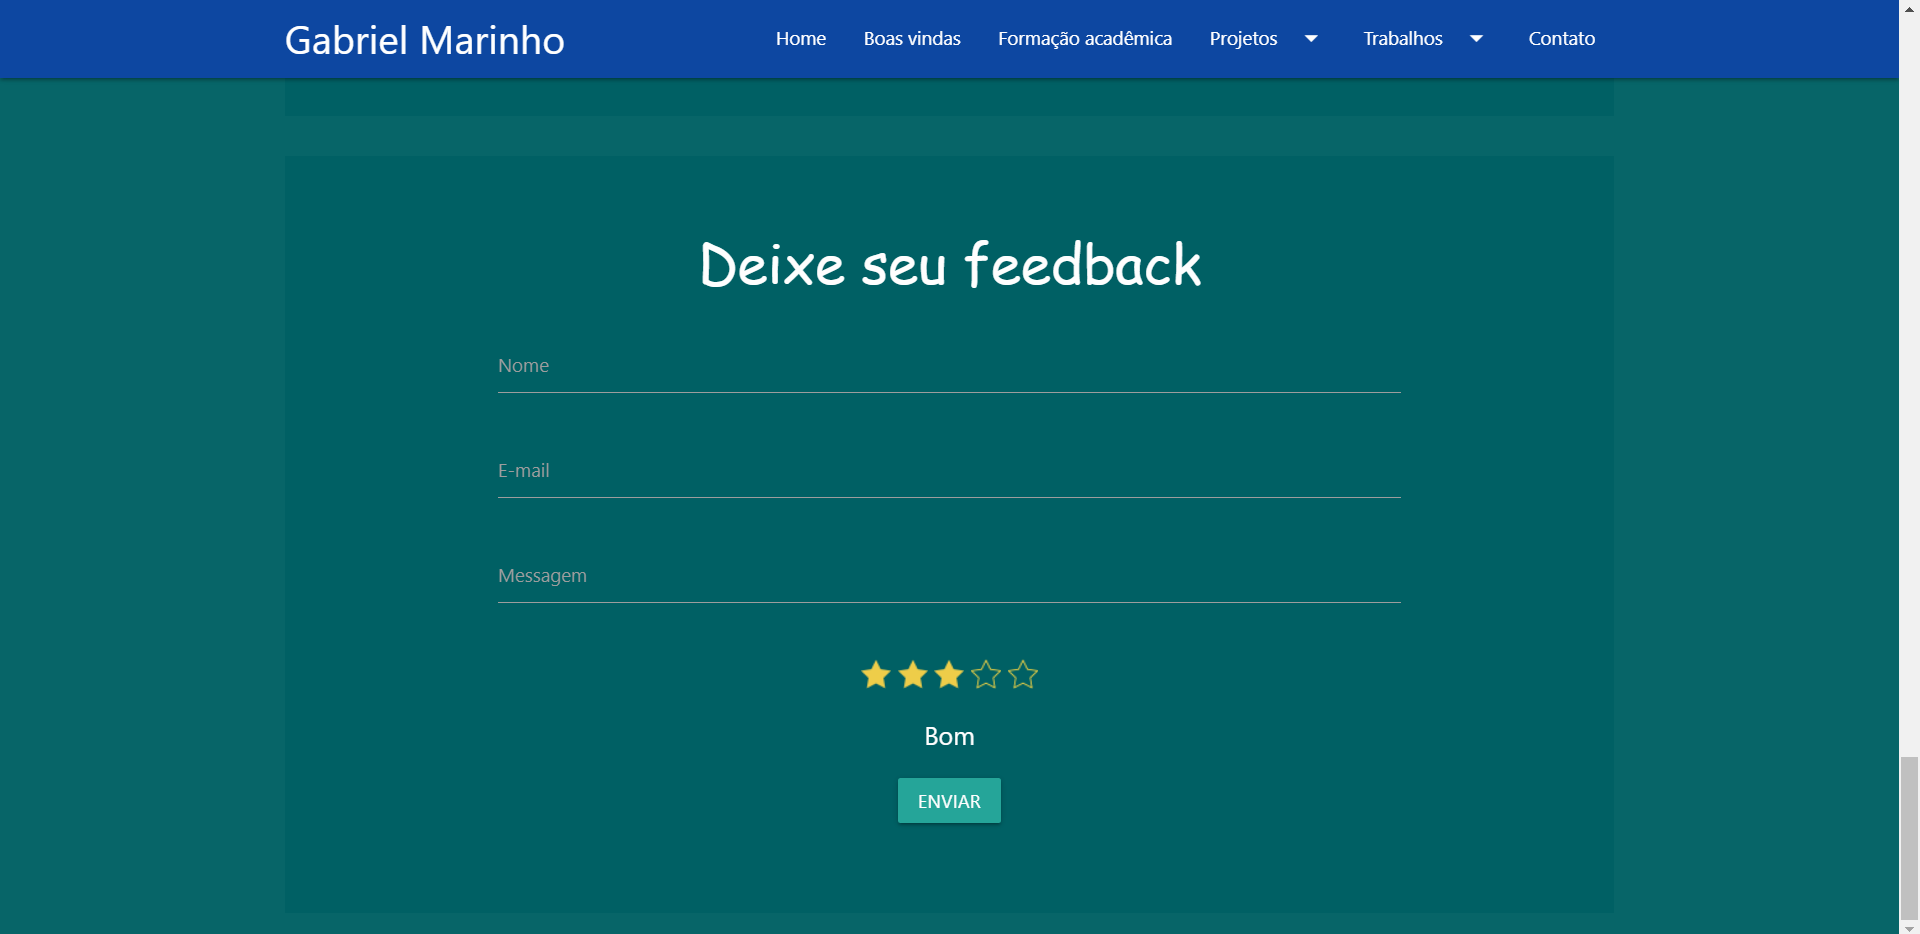 Gabriel Marinho
Home Boas vindas Formação acadêmica Projetos Trabalhos Contato
Deixe seu feedback
Nome
E-mail
Messagem
Bom
ENVIAR